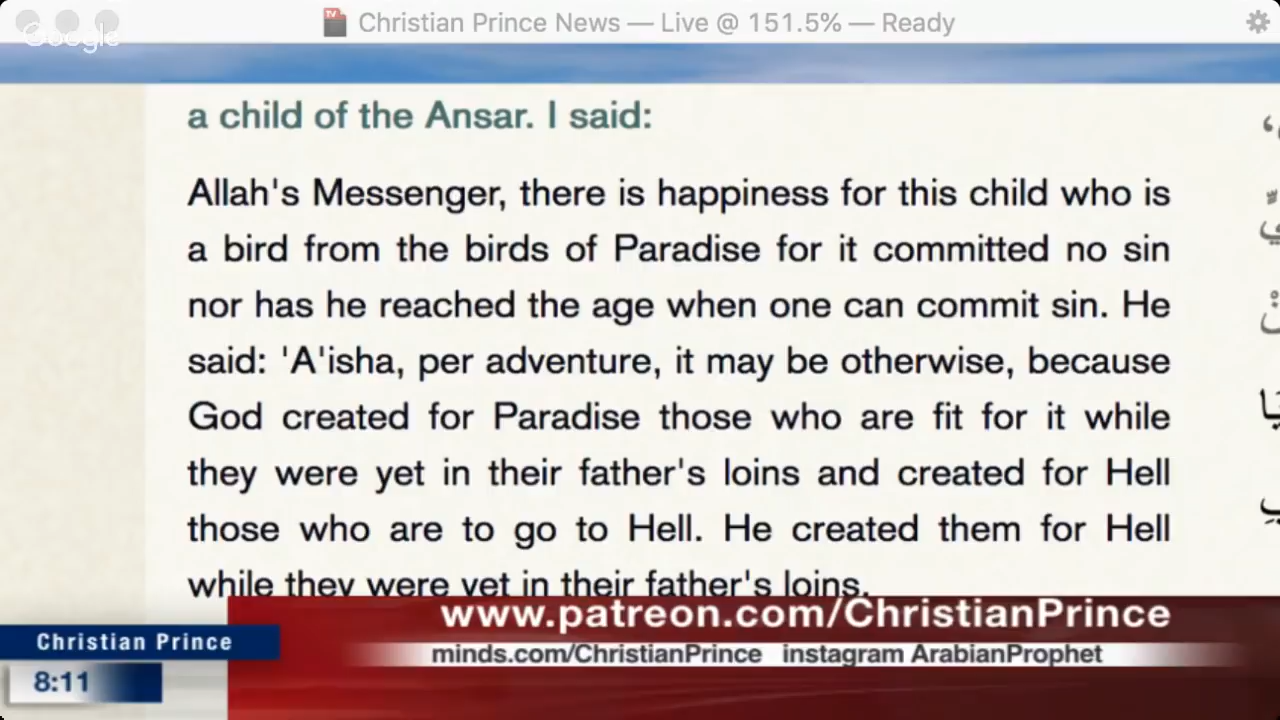 Christian Prince News — Live @ 151.5% — Ready
Google
a child of the Ansar. I said:
Allah's Messenger, there is happiness for this child who is
a bird from the birds of Paradise for it committed no sin
nor has he reached the age when one can commit sin. He
said: 'A'isha, per adventure, it may be otherwise, because
God created for Paradise those who are fit for it while
they were yet in their father's loins and created for Hell
those who are to go to Hell. He created them for Hell
while they were yet in their father's loins.
www.patreon.com/ChristianPrince
Christian Prince
minds.com/ChristianPrince instagram ArabianProphet
8:11